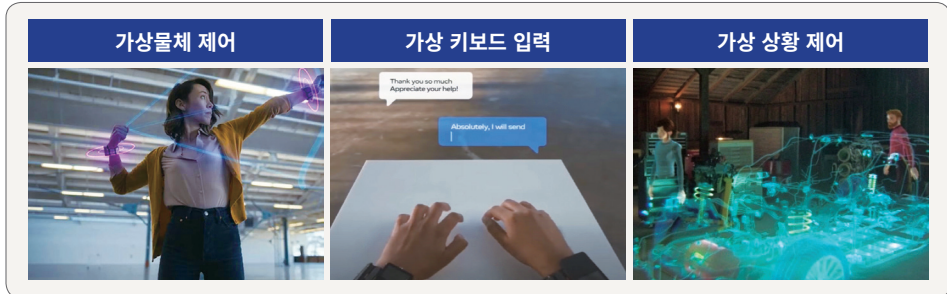 가상물체 제어
가상 키보드 입력
가상 상황 제어
Thank you so much
Appreciate your help!
Absolutely, I will send